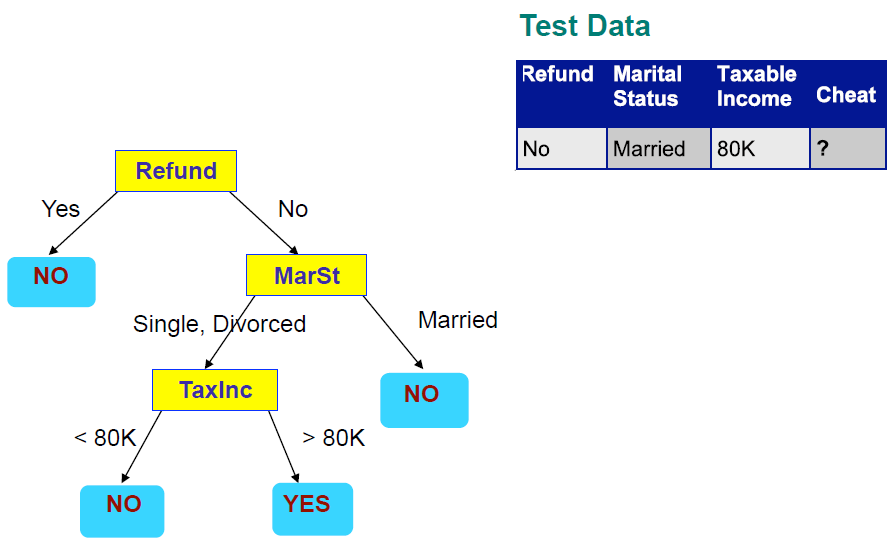 Test Data
Refund Marital Status Taxable Income Cheat
No Married 80K ?
Refund
Yes No
NO
MarSt
Single, Divorced Married
TaxInc
NO
< 80K > 80K
NO YES